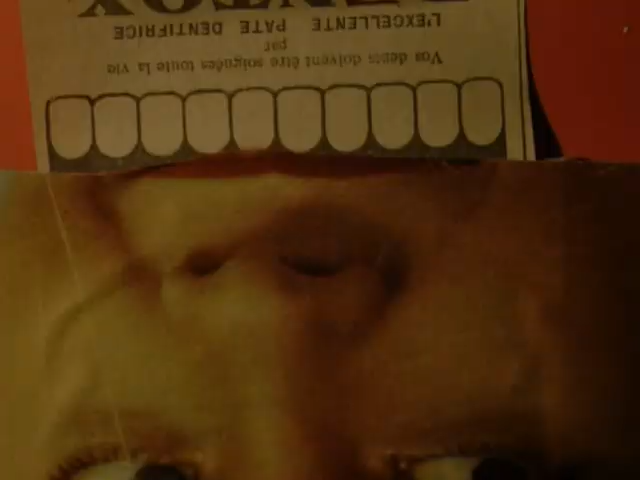 Vos dents doivent être soignées toute la vie
par
L'EXCELLENTE PATE DENTIFRICE